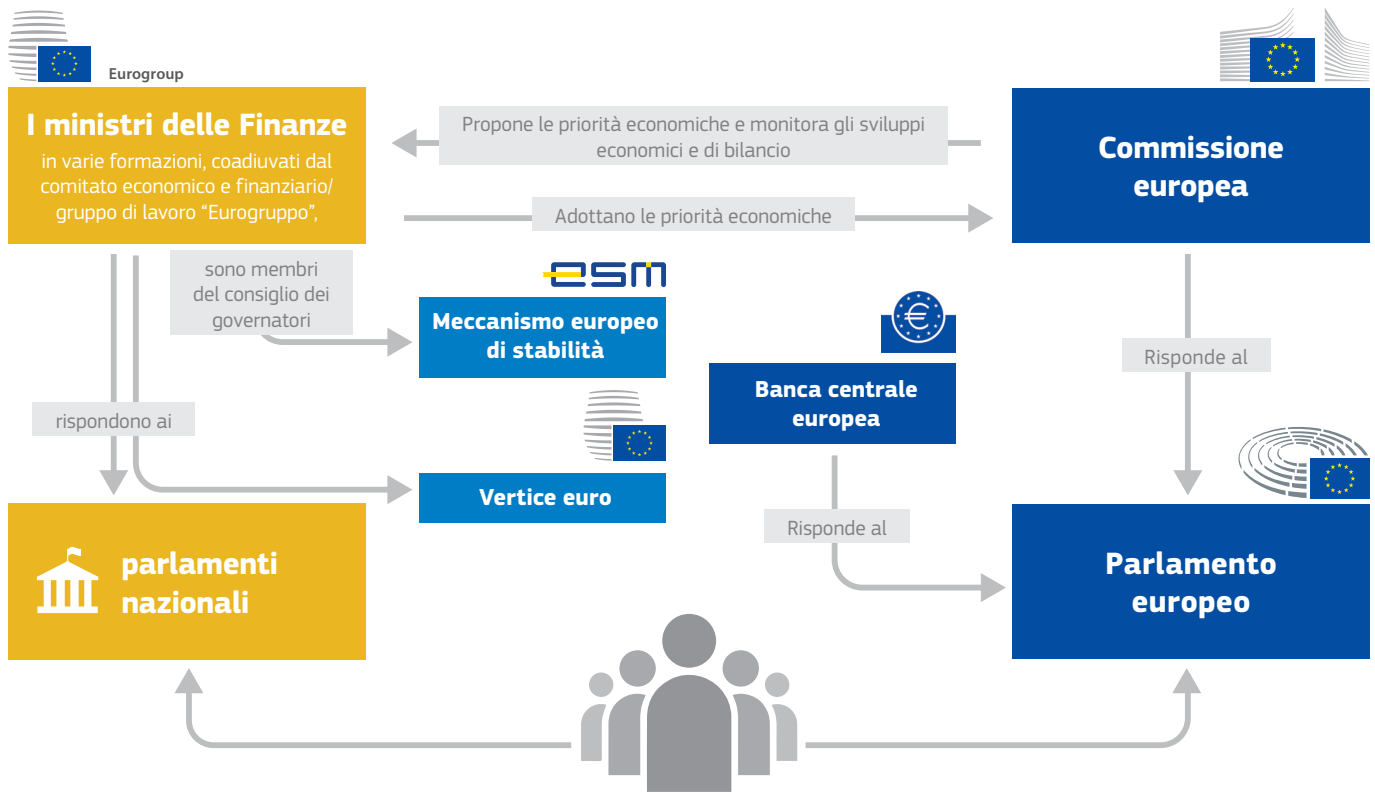 Eurogroup
I ministri delle Finanze
in varie formazioni, coadiuvati dal
comitato economico e finanziario/
gruppo di lavoro “Eurogruppo”,
Propone le priorità economiche e monitora gli sviluppi
economici e di bilancio
Commissione
europea
Adottano le priorità economiche
sono membri
del consiglio dei
governatori
esm
Meccanismo europeo
di stabilità
€
Banca centrale
europea
Risponde al
rispondono ai
Vertice euro
Risponde al
parlamenti
nazionali
Parlamento
europeo